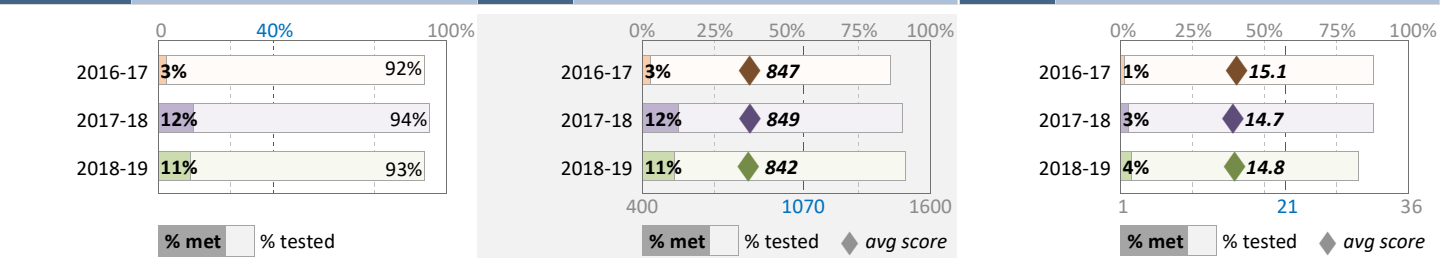 0 40% 100%
2016-17 3% 92%
2017-18 12% 94%
2018-19 11% 93%
% met % tested
0% 25% 50% 75% 100%
2016-17 3% 847
2017-18 12% 849
2018-19 11% 842
400 1070 1600
% met % tested avg score
0% 25% 50% 75% 100%
2016-17 1% 15.1
2017-18 3% 14.7
2018-19 4% 14.8
1 21 36
% met % tested avg score